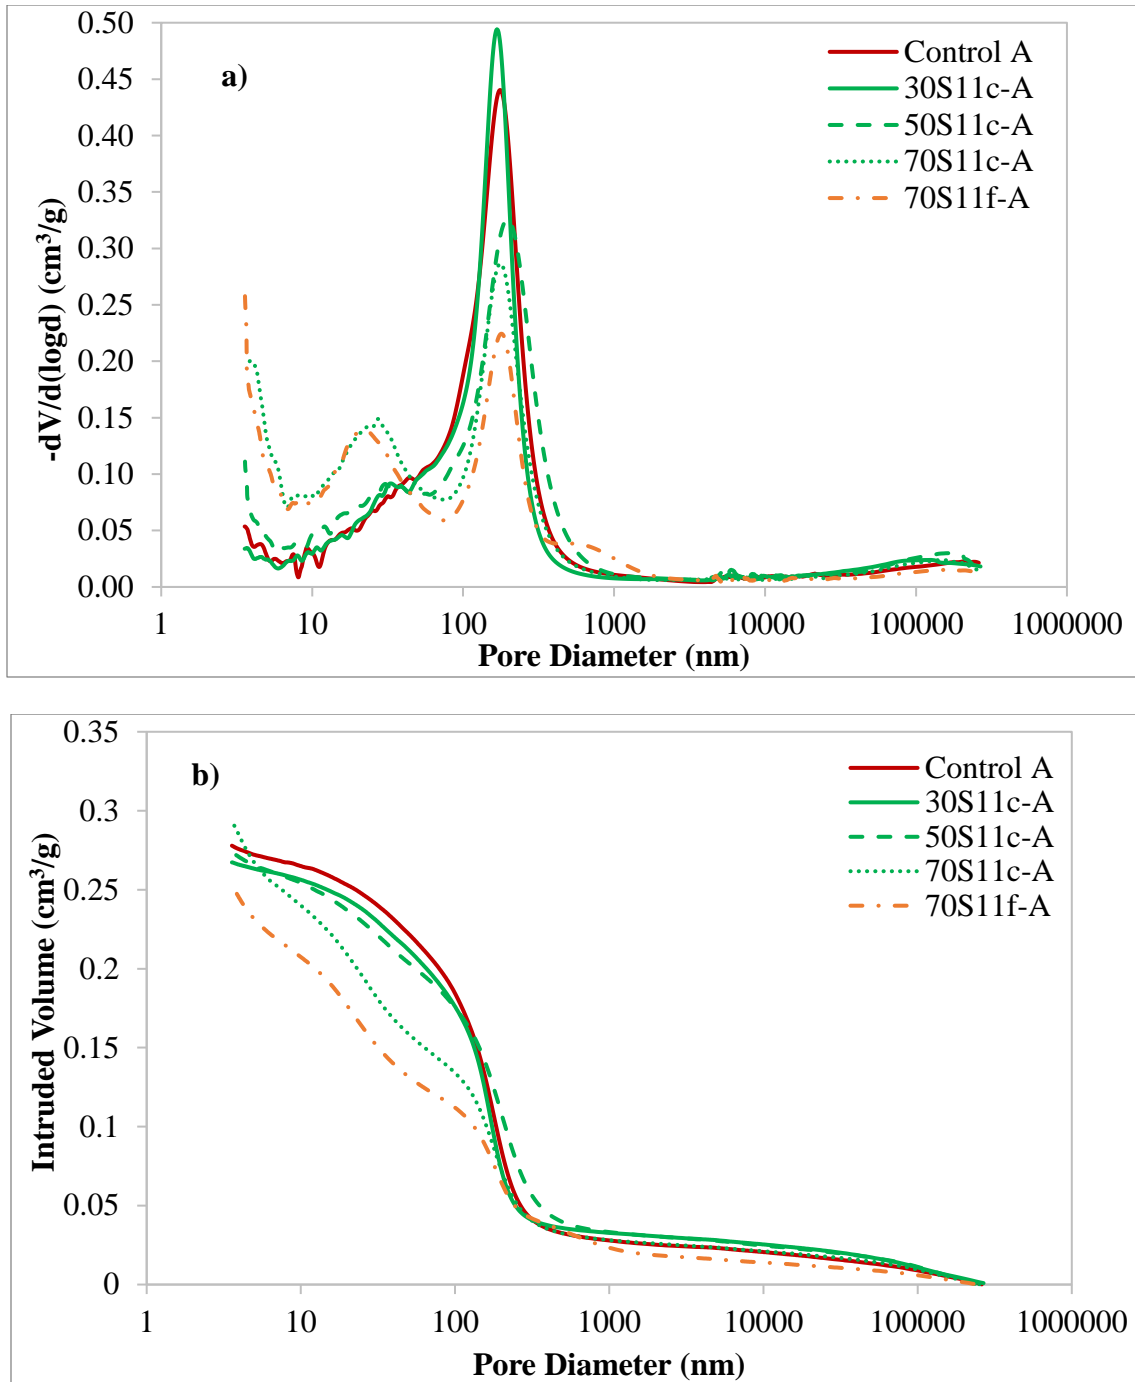 a)
-dV/d(logd) (cm³/g)
0.50
0.45
0.40
0.35
0.30
0.25
0.20
0.15
0.10
0.05
0.00
Control A
30S11c-A
50S11c-A
70S11c-A
70S11f-A
1 10 100 1000 10000 100000 1000000
Pore Diameter (nm)
b)
Intruded Volume (cm³/g)
0.35
0.3
0.25
0.2
0.15
0.1
0.05
0
Control A
30S11c-A
50S11c-A
70S11c-A
70S11f-A
1 10 100 1000 10000 100000 1000000
Pore Diameter (nm)